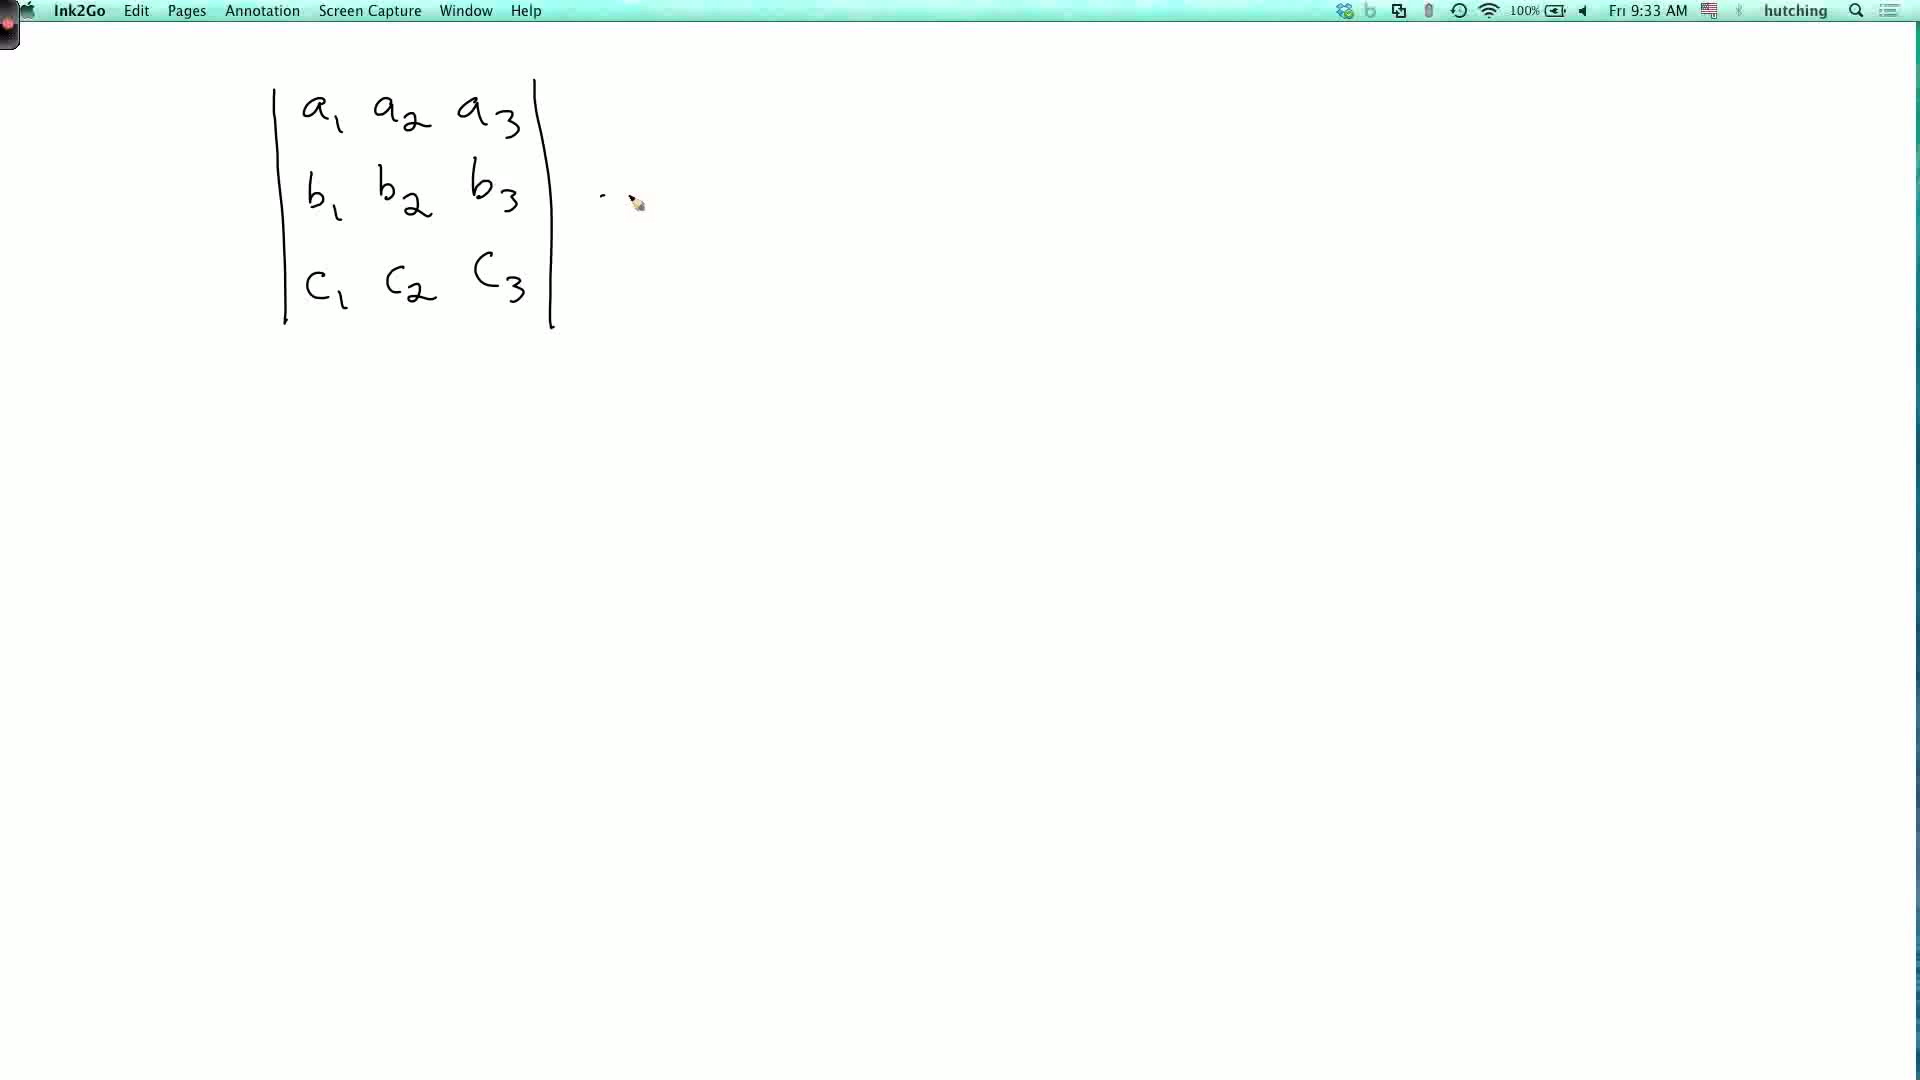 Ink2Go Edit Pages Annotation Screen Capture Window Help 100% Fri 9:33 AM hutching
a₁ a₂ a₃
b₁ b₂ b₃
c₁ c₂ c₃